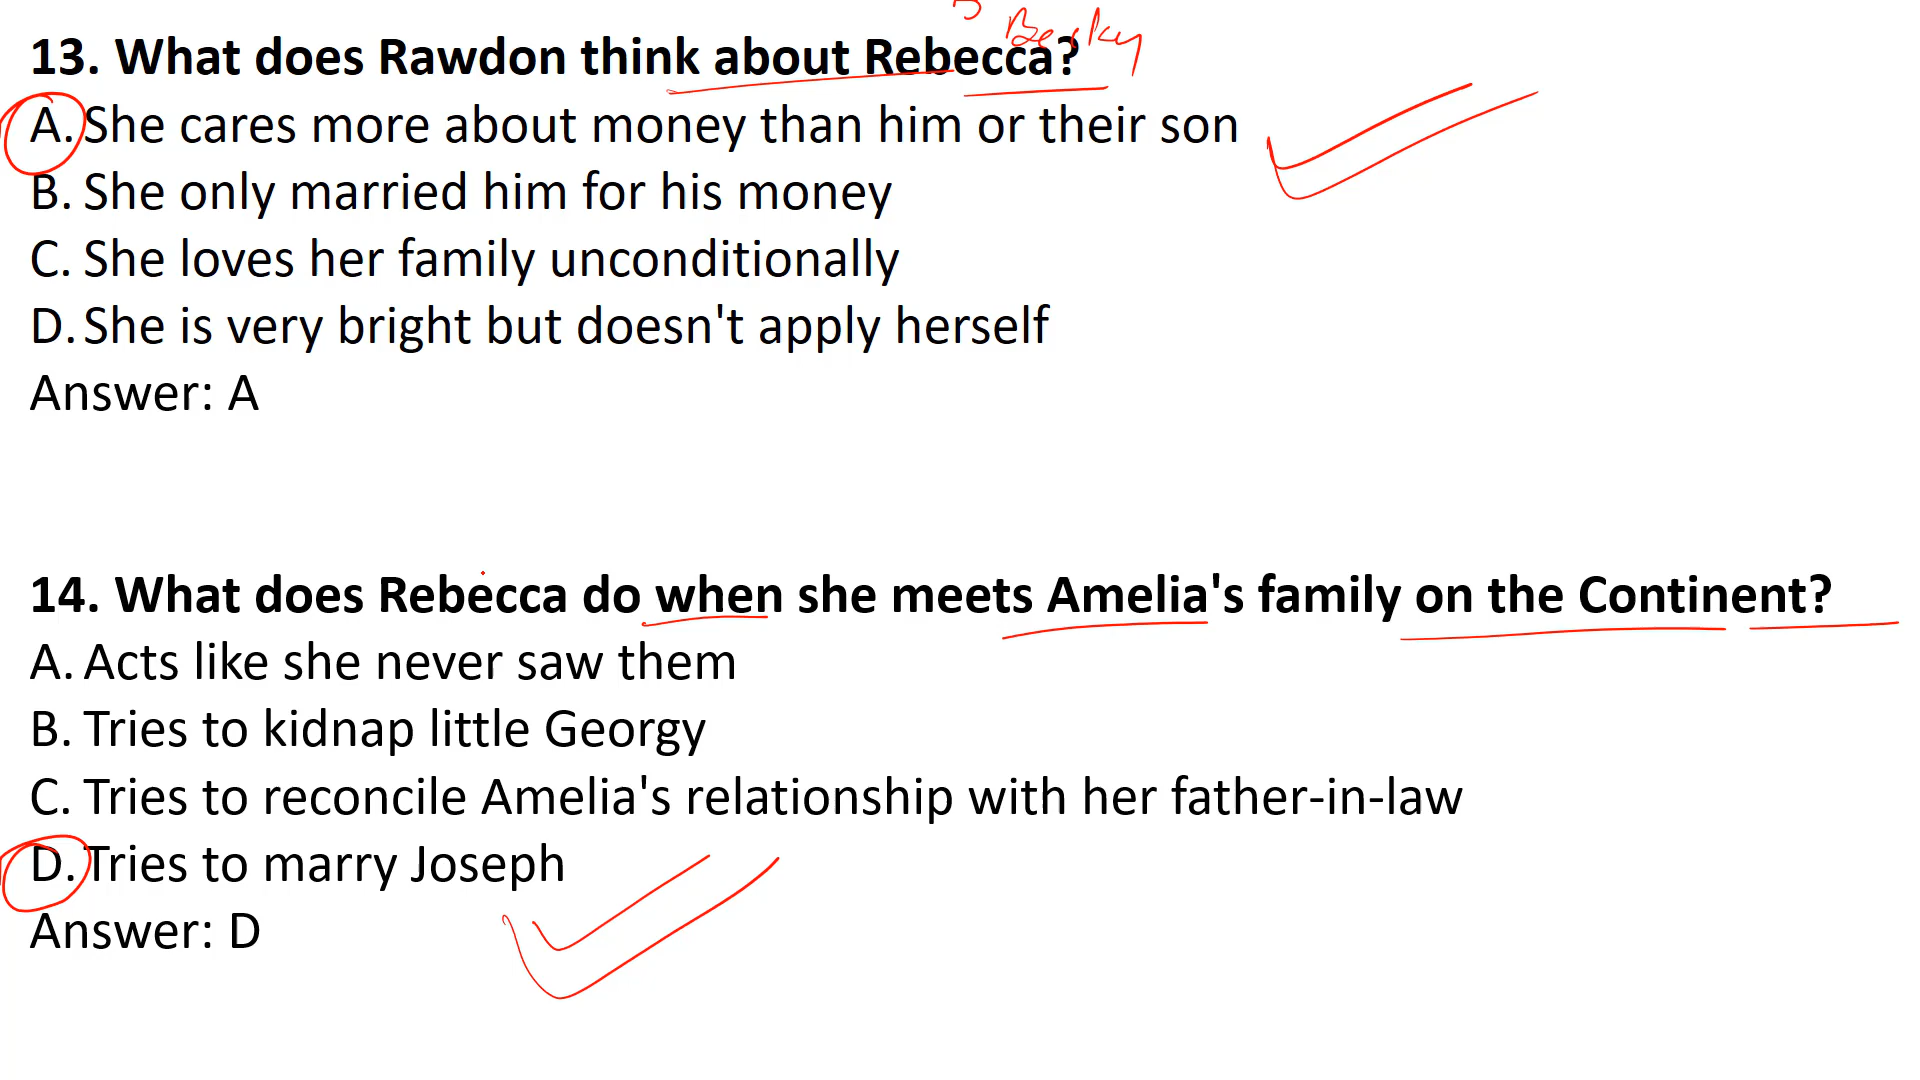 Becky
13. What does Rawdon think about Rebecca?
A. She cares more about money than him or their son
B. She only married him for his money
C. She loves her family unconditionally
D. She is very bright but doesn't apply herself
Answer: A
14. What does Rebecca do when she meets Amelia's family on the Continent?
A. Acts like she never saw them
B. Tries to kidnap little Georgy
C. Tries to reconcile Amelia's relationship with her father-in-law
D. Tries to marry Joseph
Answer: D